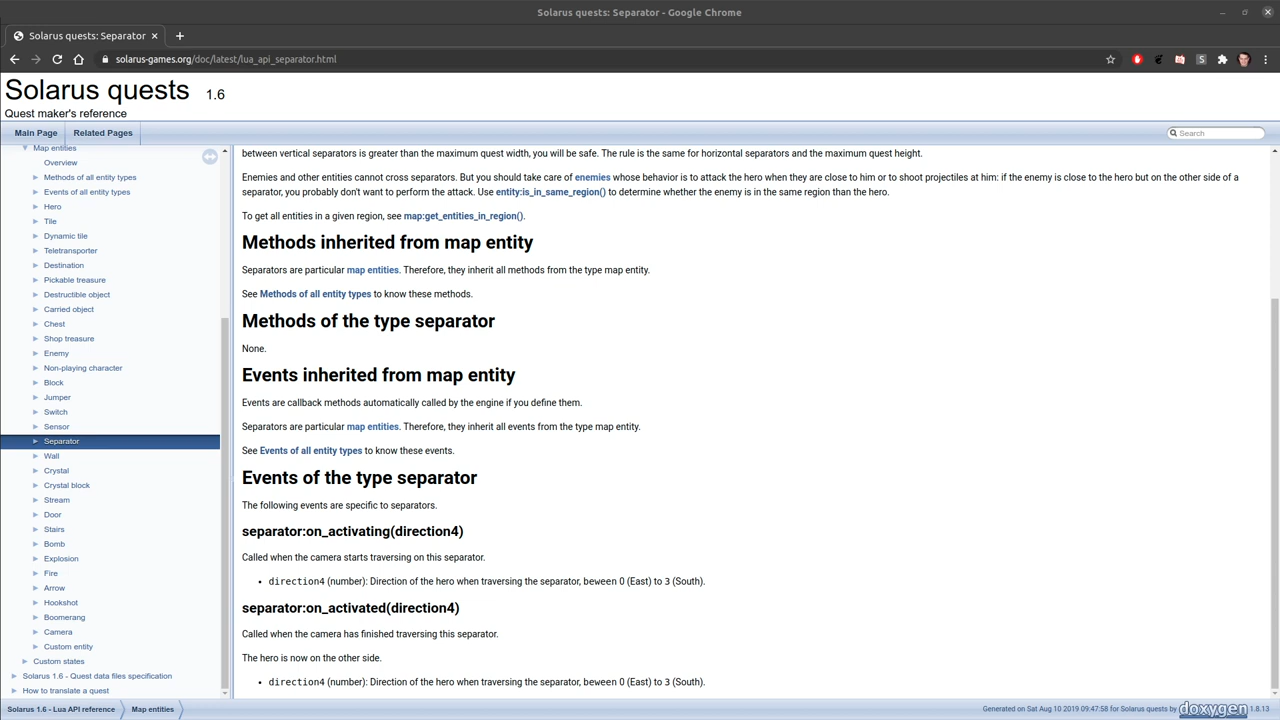 Solarus quests: Separator - Google Chrome
Solarus quests: Separator
solarus-games.org/doc/latest/lua_api_separator.html
Solarus quests 1.6
Quest maker's reference
Main Page
Related Pages
Search
Map entities
Overview
Methods of all entity types
Events of all entity types
Hero
Tile
Dynamic tile
Teletransporter
Destination
Pickable treasure
Destructible object
Carried object
Chest
Shop treasure
Enemy
Non-playing character
Block
Jumper
Switch
Sensor
Separator
Wall
Crystal
Crystal block
Stream
Door
Stairs
Bomb
Explosion
Fire
Arrow
Hookshot
Boomerang
Camera
Custom entity
Custom states
Solarus 1.6 - Quest data files specification
How to translate a quest
between vertical separators is greater than the maximum quest width, you will be safe. The rule is the same for horizontal separators and the maximum quest height.
Enemies and other entities cannot cross separators. But you should take care of enemies whose behavior is to attack the hero when they are close to him or to shoot projectiles at him: if the enemy is close to the hero but on the other side of a
separator, you probably don't want to perform the attack. Use entity:is_in_same_region() to determine whether the enemy is in the same region than the hero.
To get all entities in a given region, see map:get_entities_in_region().
Methods inherited from map entity
Separators are particular map entities. Therefore, they inherit all methods from the type map entity.
See Methods of all entity types to know these methods.
Methods of the type separator
None.
Events inherited from map entity
Events are callback methods automatically called by the engine if you define them.
Separators are particular map entities. Therefore, they inherit all events from the type map entity.
See Events of all entity types to know these events.
Events of the type separator
The following events are specific to separators.
separator:on_activating(direction4)
Called when the camera starts traversing on this separator.
• direction4 (number): Direction of the hero when traversing the separator, beween 0 (East) to 3 (South).
separator:on_activated(direction4)
Called when the camera has finished traversing this separator.
The hero is now on the other side.
• direction4 (number): Direction of the hero when traversing the separator, beween 0 (East) to 3 (South).
Solarus 1.6 - Lua API reference
Map entities
Generated on Sat Aug 10 2019 09:47:58 for Solarus quests by doxygen 1.8.13